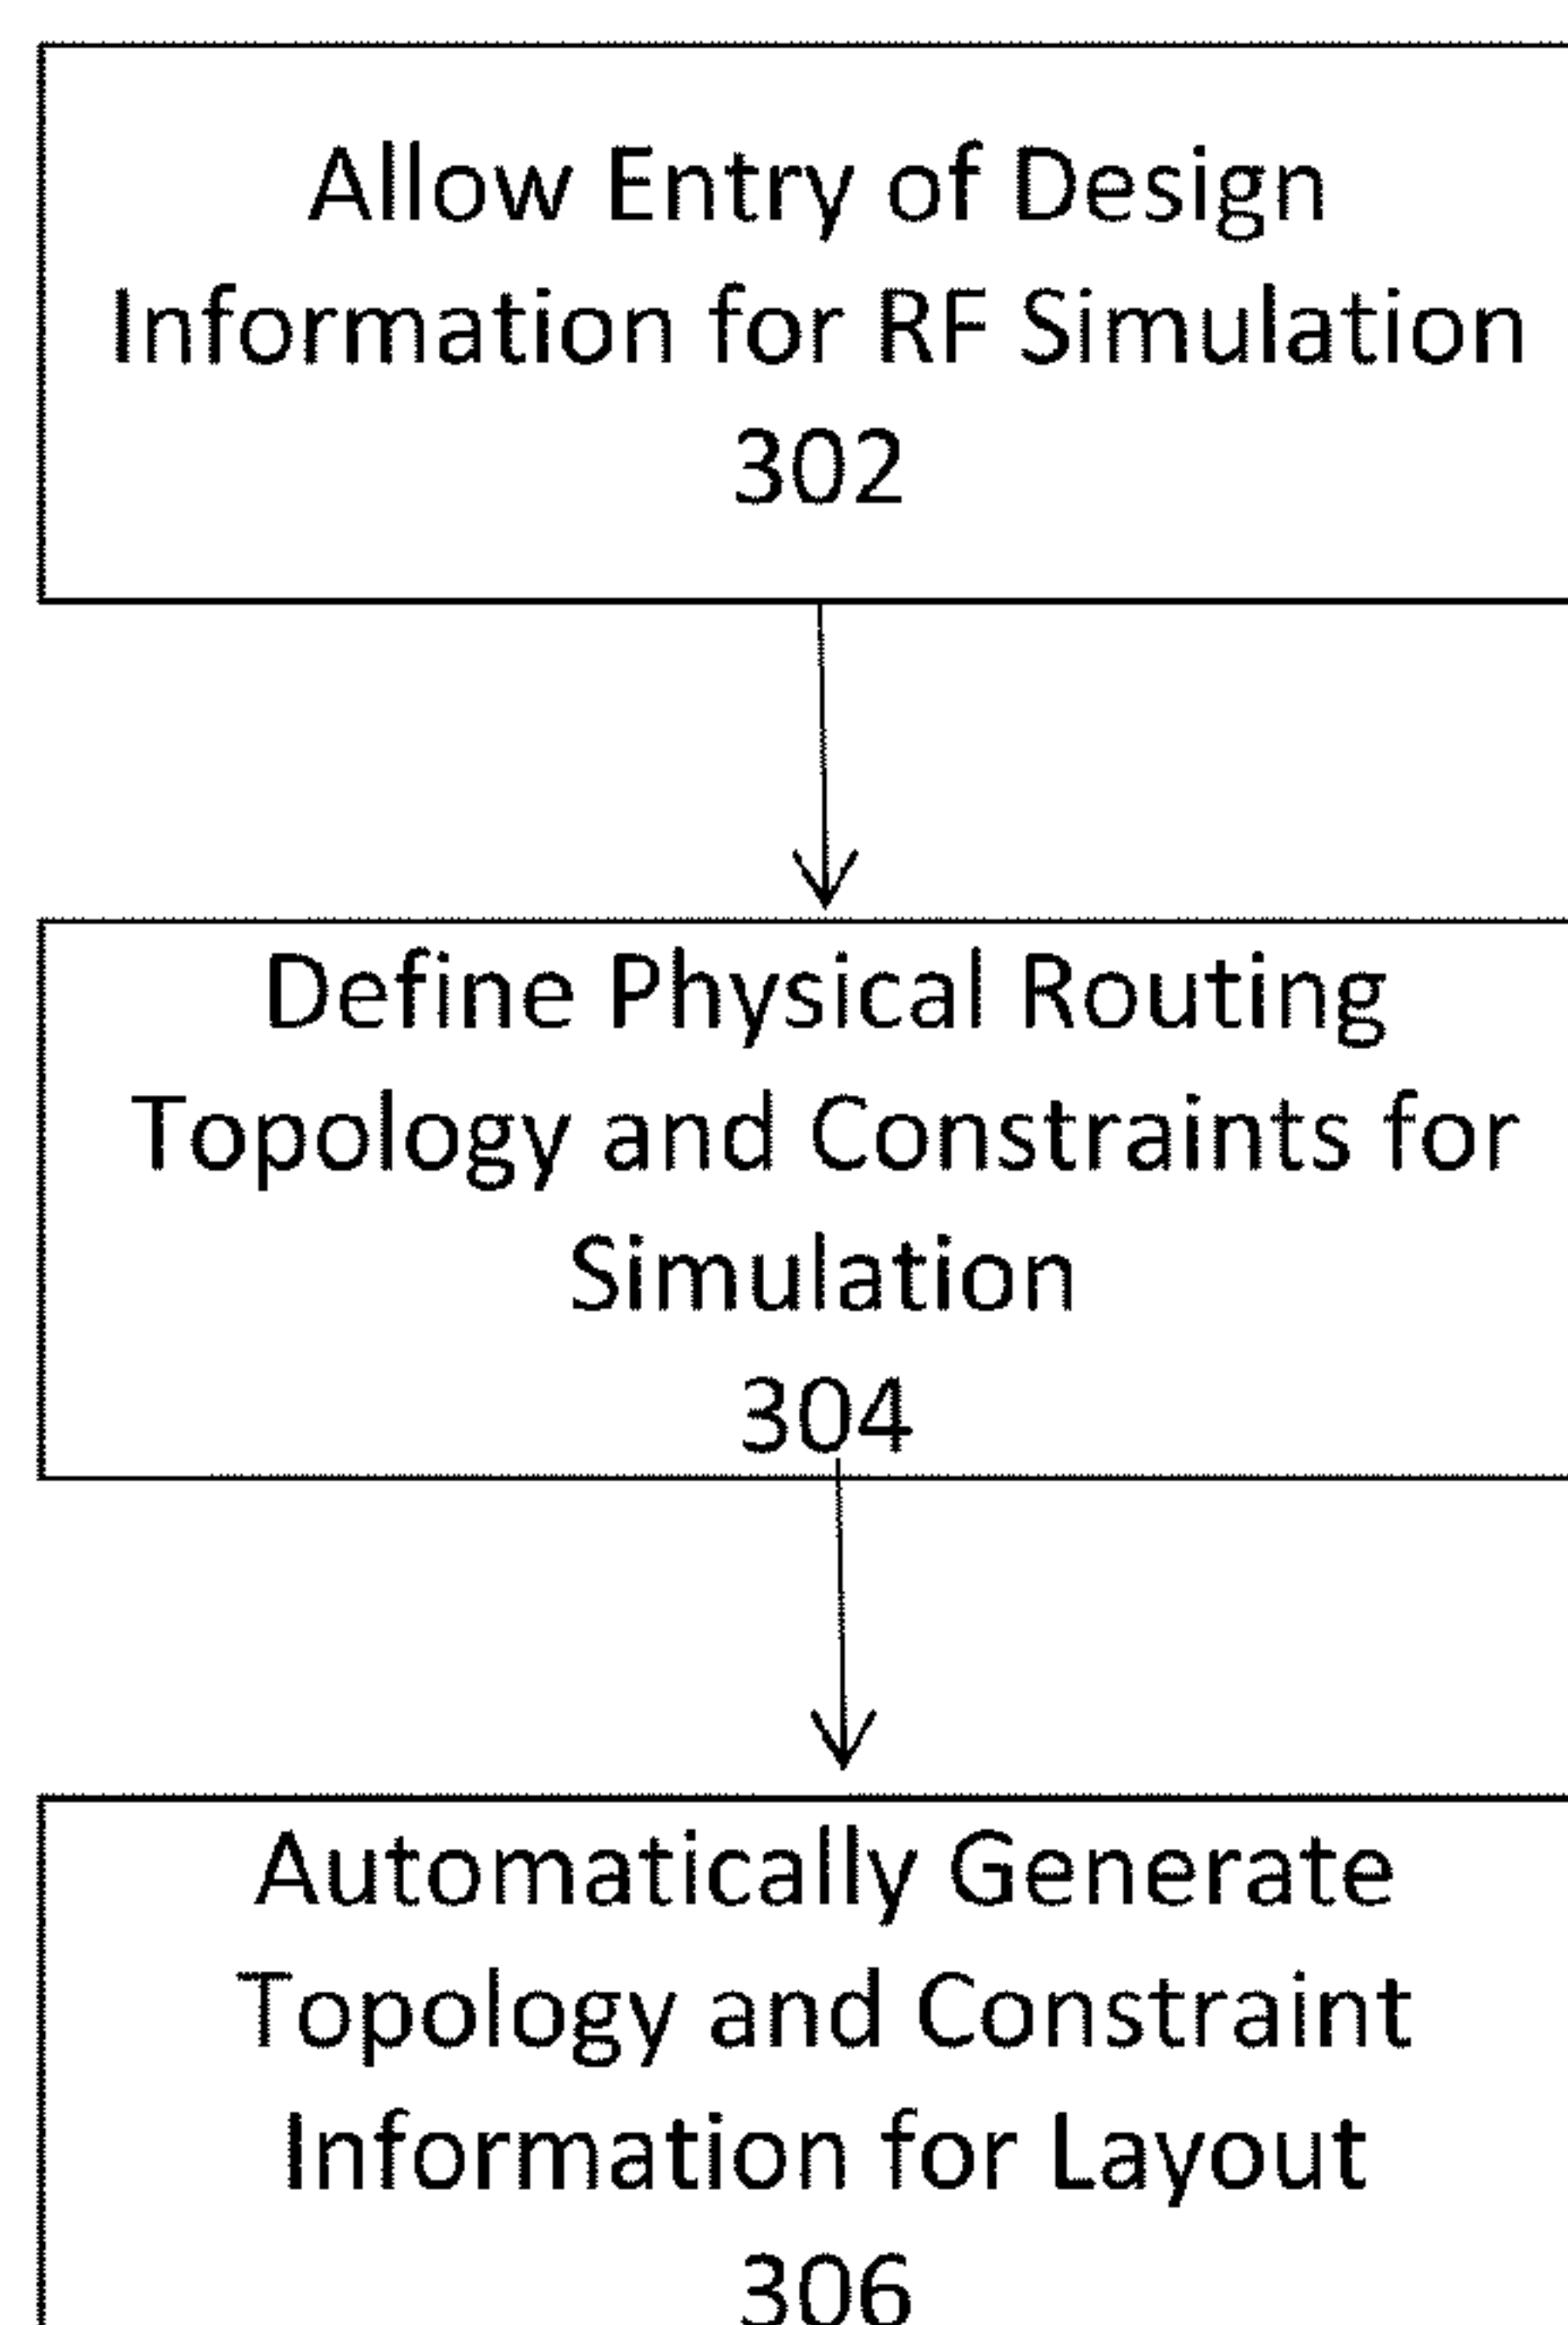 Allow Entry of Design
Information for RF Simulation
302
Define Physical Routing
Topology and Constraints for
Simulation
304
Automatically Generate
Topology and Constraint
Information for Layout
306